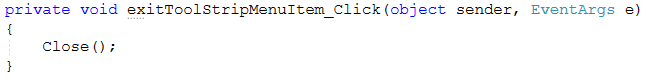 private void exitToolStripMenuItem_Click(object sender, EventArgs e)
{
    Close();
}